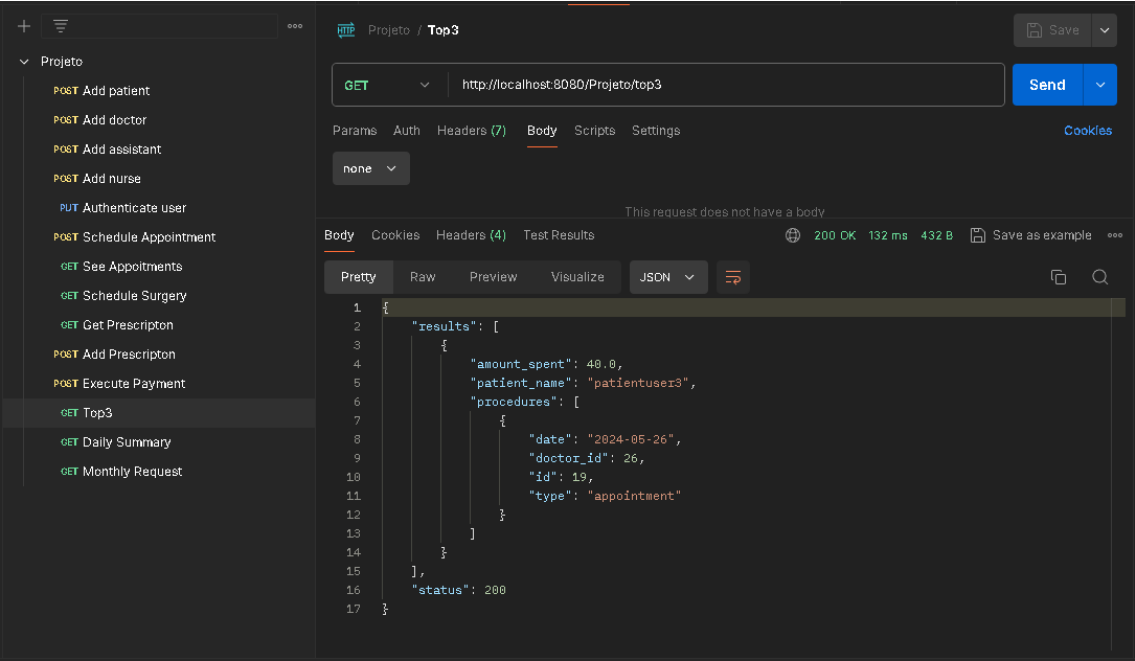 Projeto
POST Add patient
POST Add doctor
POST Add assistant
POST Add nurse
PUT Authenticate user
POST Schedule Appointment
GET See Appoitments
GET Schedule Surgery
GET Get Prescripton
POST Add Prescripton
POST Execute Payment
GET Top3
GET Daily Summary
GET Monthly Request
HTTP Projeto / Top3 Save
GET http://localhost:8080/Projeto/top3 Send
Params Auth Headers (7) Body Scripts Settings Cookies
none
This request does not have a body
Body Cookies Headers (4) Test Results 200 OK 132 ms 432 B Save as example
Pretty Raw Preview Visualize JSON
1 {
2 "results": [
3 {
4 "amount_spent": 40.0,
5 "patient_name": "patientuser3",
6 "procedures": [
7 {
8 "date": "2024-05-26",
9 "doctor_id": 26,
10 "id": 19,
11 "type": "appointment"
12 }
13 ]
14 }
15 ],
16 "status": 200
17 }